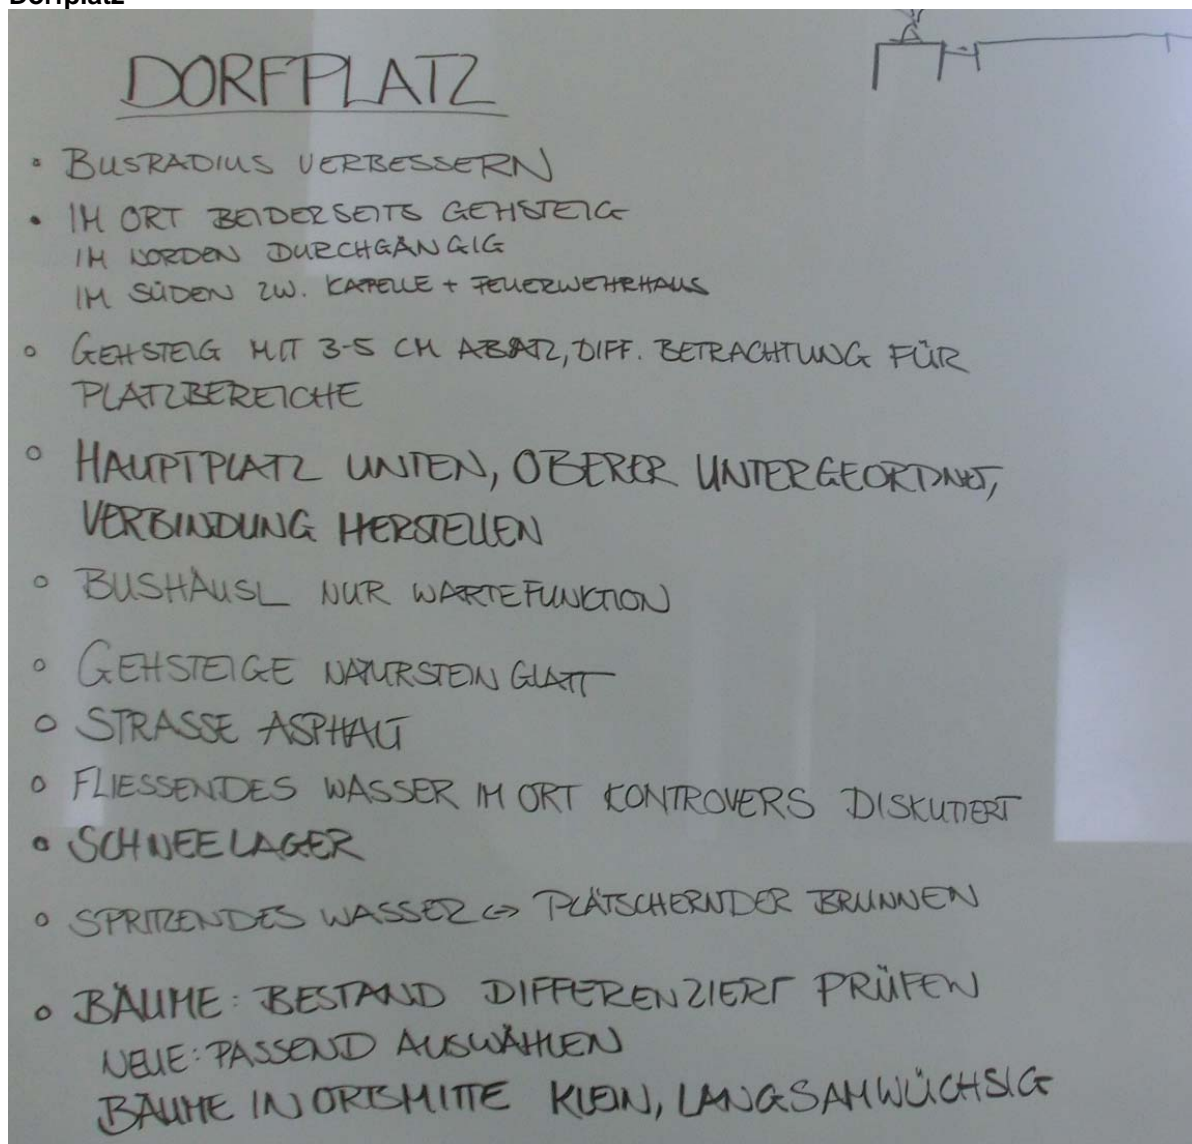 Dorfplatz
DORFPLATZ
• BUSRADIUS VERBESSERN
• IM ORT BEIDERSEITS GEHSTEIG
IM NORDEN DURCHGÄNGIG
IM SÜDEN ZW. KAPELLE + FEUERWEHRHAUS
○ GEHSTEIG MIT 3-5 CM ABSATZ, DIFF. BETRACHTUNG FÜR
PLATZBEREICHE
○ HAUPTPLATZ UNTEN, OBERER UNTERGEORDNET,
VERBINDUNG HERSTELLEN
○ BUSHÄUSL NUR WARTEFUNKTION
○ GEHSTEIGE NATURSTEIN GLATT
○ STRASSE ASPHALT
○ FLIESSENDES WASSER IM ORT KONTROVERS DISKUTIERT
○ SCHNEELAGER
○ SPRITZENDES WASSER ↔ PLÄTSCHERNDER BRUNNEN
○ BÄUME: BESTAND DIFFERENZIERT PRÜFEN
NEUE: PASSEND AUSWÄHLEN
BÄUME IN ORTSMITTE KLEIN, LANGSAMWÜCHSIG